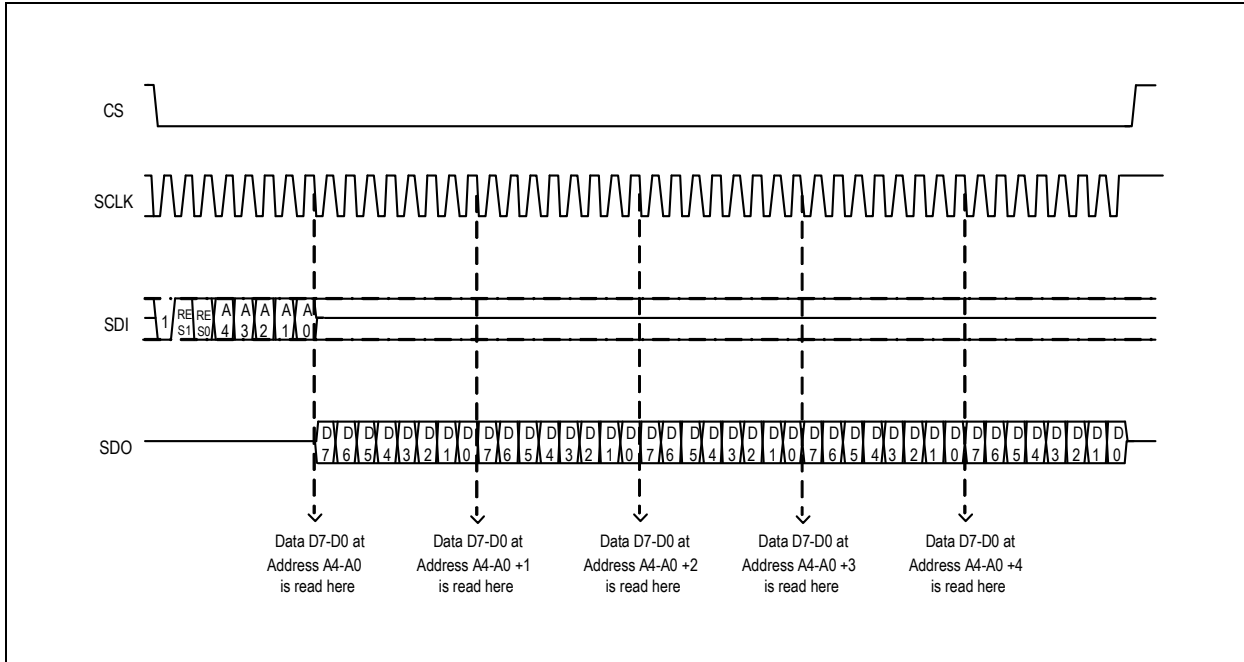 CS
SCLK
SDI
1 RE RE A A A A A
S1 S0 4 3 2 1 0
SDO
D D D D D D D D D D D D D D D D D D D D D D D D D D D D D D D D D D D D D D D D
7 6 5 4 3 2 1 0 7 6 5 4 3 2 1 0 7 6 5 4 3 2 1 0 7 6 5 4 3 2 1 0 7 6 5 4 3 2 1 0
Data D7-D0 at
Address A4-A0
is read here
Data D7-D0 at
Address A4-A0 +1
is read here
Data D7-D0 at
Address A4-A0 +2
is read here
Data D7-D0 at
Address A4-A0 +3
is read here
Data D7-D0 at
Address A4-A0 +4
is read here